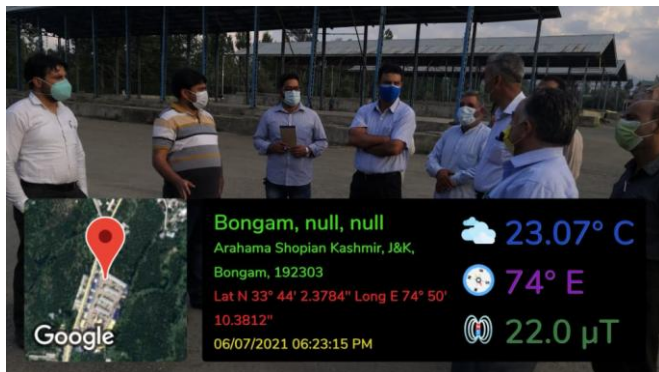 Bongam, null, null
Arahama Shopian Kashmir, J&K,
Bongam, 192303
Lat N 33° 44' 2.3784" Long E 74° 50'
10.3812"
06/07/2021 06:23:15 PM
23.07° C
74° E
22.0 µT
Google